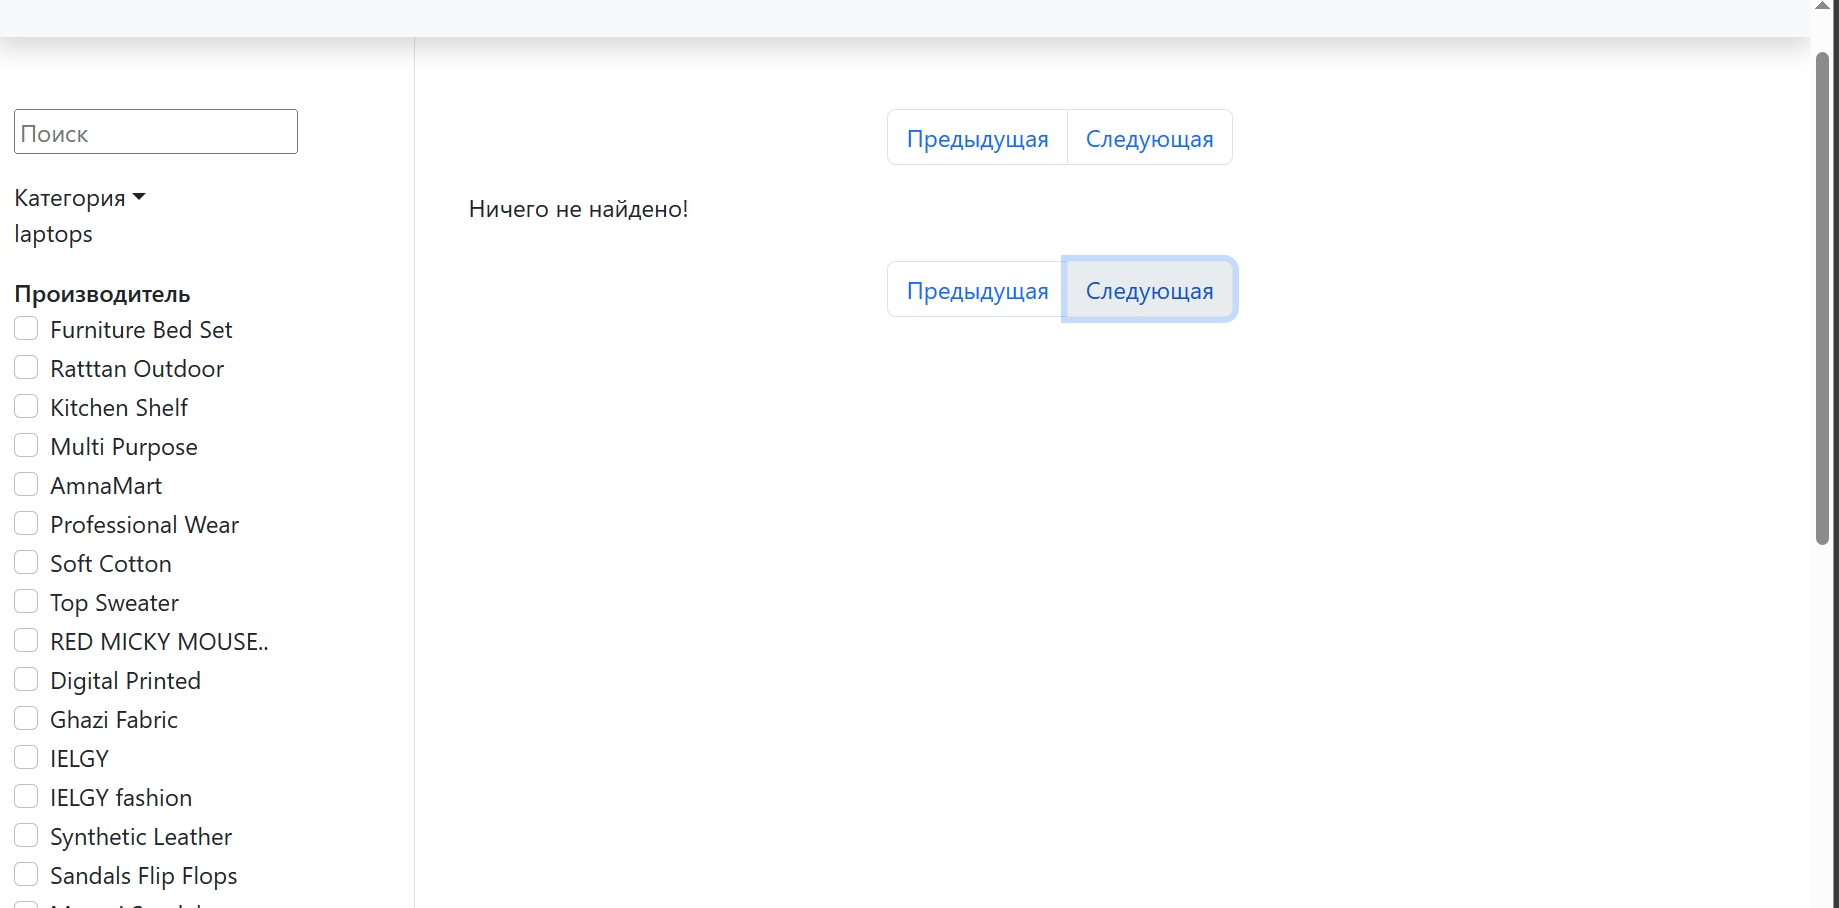 Поиск
Категория
laptops
Производитель
Furniture Bed Set
Ratttan Outdoor
Kitchen Shelf
Multi Purpose
AmnaMart
Professional Wear
Soft Cotton
Top Sweater
RED MICKY MOUSE..
Digital Printed
Ghazi Fabric
IELGY
IELGY fashion
Synthetic Leather
Sandals Flip Flops
Предыдущая Следующая
Ничего не найдено!
Предыдущая Следующая